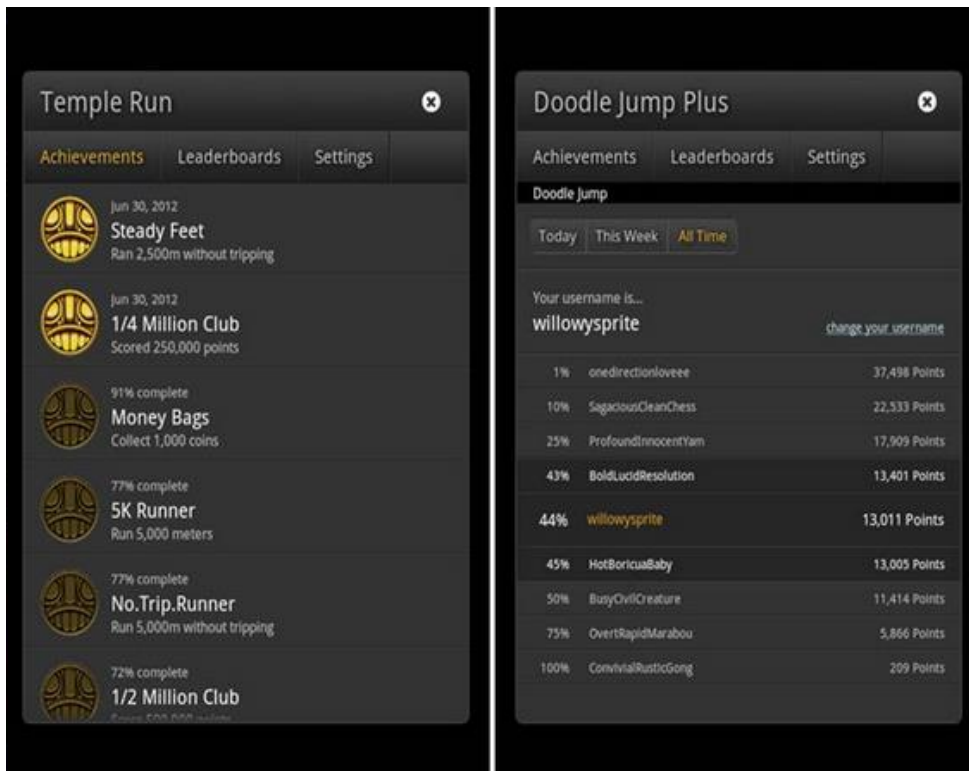 Temple Run
Achievements Leaderboards Settings
Jun 30, 2012
Steady Feet
Ran 2,500m without tripping
Jun 30, 2012
1/4 Million Club
Scored 250,000 points
91% complete
Money Bags
Collect 1,000 coins
77% complete
5K Runner
Run 5,000 meters
77% complete
No.Trip.Runner
Run 5,000m without tripping
72% complete
1/2 Million Club
Score 500,000 points
Doodle Jump Plus
Achievements Leaderboards Settings
Doodle Jump
Today This Week All Time
Your username is...
willowysprite change your username
1% onedirectionloveee 37,498 Points
10% SagaciousCleanChess 22,533 Points
25% ProfoundInnocentYam 17,909 Points
43% BoldLucidResolution 13,401 Points
44% willowysprite 13,011 Points
45% HotBoricuaBaby 13,005 Points
50% BusyCivilCreature 11,414 Points
75% OvertRapidMarabou 5,866 Points
100% ConvivialRusticGong 209 Points